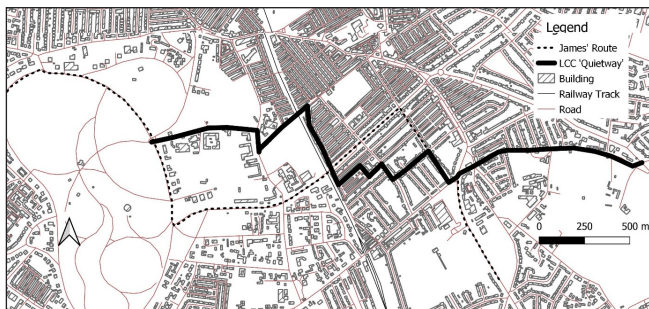 Legend
James' Route
LCC 'Quietway'
Building
Railway Track
Road
0 250 500 m